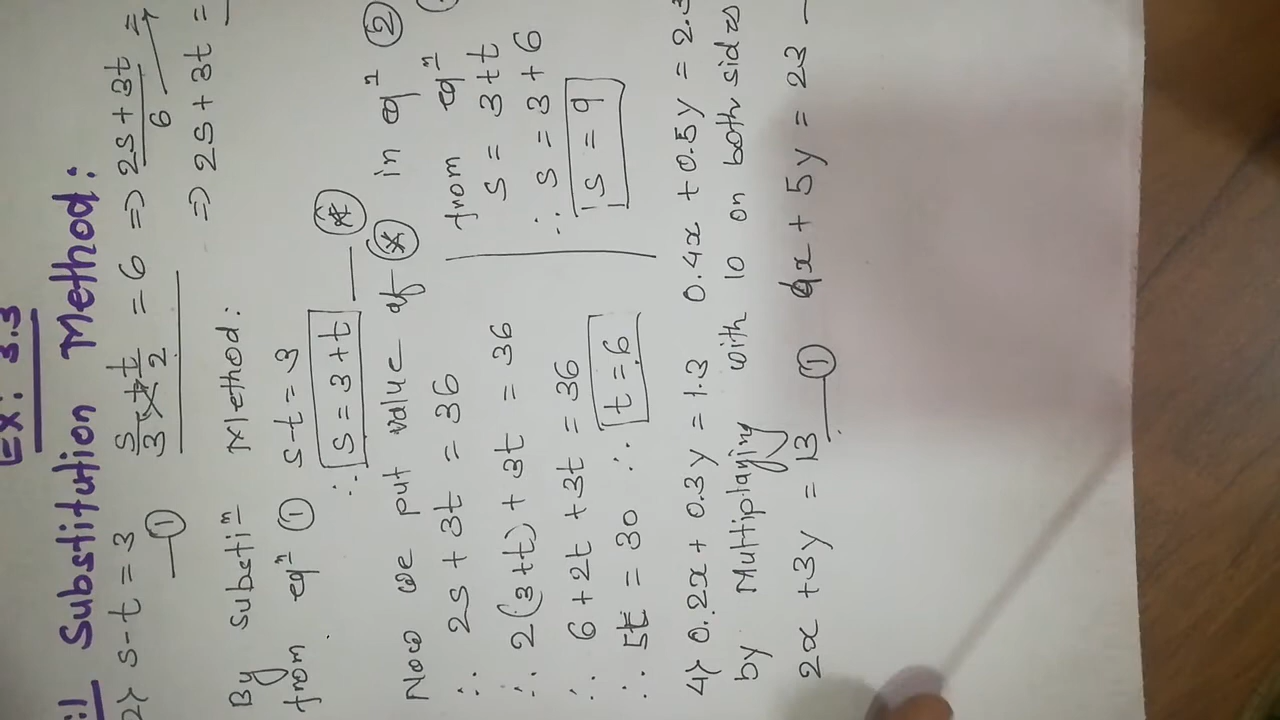 Ex: 3.3
Substitution Method:
2} s-t=3 —① s/3 + t/2 = 6 ⇒ 2s+3t/6 =
⇒ 2s+3t =
By substiⁿ Method:
from eqⁿ ① s-t=3
∴ s=3+t —(*)
Now we put value of (*) in eqⁿ ②
∴ 2s+3t=36
∴ 2(3+t)+3t=36
∴ 6+2t+3t=36
∴ 5t=30 ∴ t=6
from eqⁿ
s=3+t
∴ s=3+6
s=9
4} 0.2x+0.3y=1.3 0.4x+0.5y=2.3
by Multiplaying with 10 on both sides
2x+3y=13 —① 4x+5y=23 —